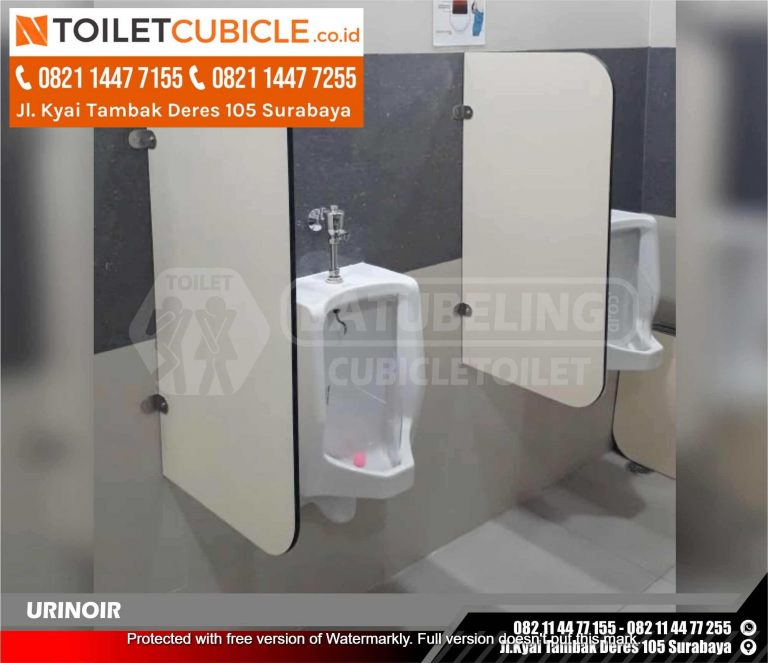 TOILETCUBICLE.co.id
0821 1447 7155 0821 1447 7255
Jl. Kyai Tambak Deres 105 Surabaya
TOILET
BATUBELING
CUBICLETOILET
URINOIR
082 11 44 77 155 - 082 11 44 77 255
Protected with free version of Watermarkly. Full version doesn't put this mark.
Jl.Kyai Tambak Deres 105 Surabaya